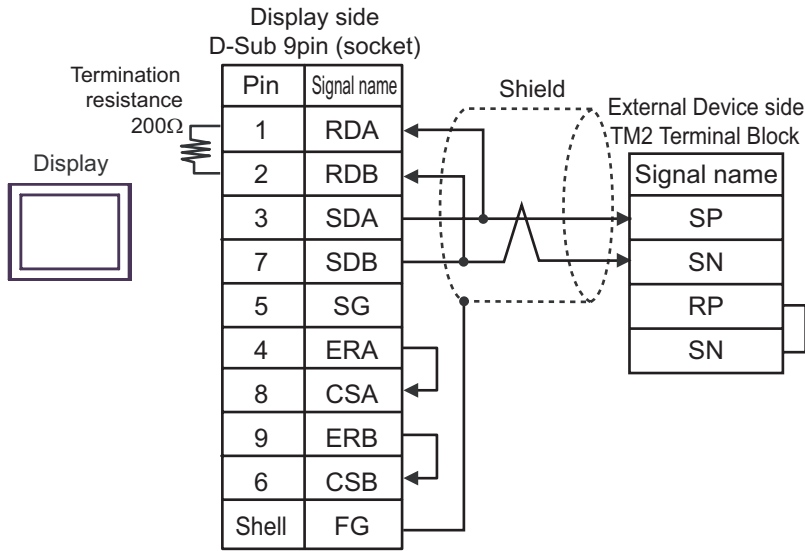 Display side
D-Sub 9pin (socket)
Termination
resistance
200Ω
Display
Pin Signal name
1 RDA
2 RDB
3 SDA
7 SDB
5 SG
4 ERA
8 CSA
9 ERB
6 CSB
Shell FG
Shield
External Device side
TM2 Terminal Block
Signal name
SP
SN
RP
SN